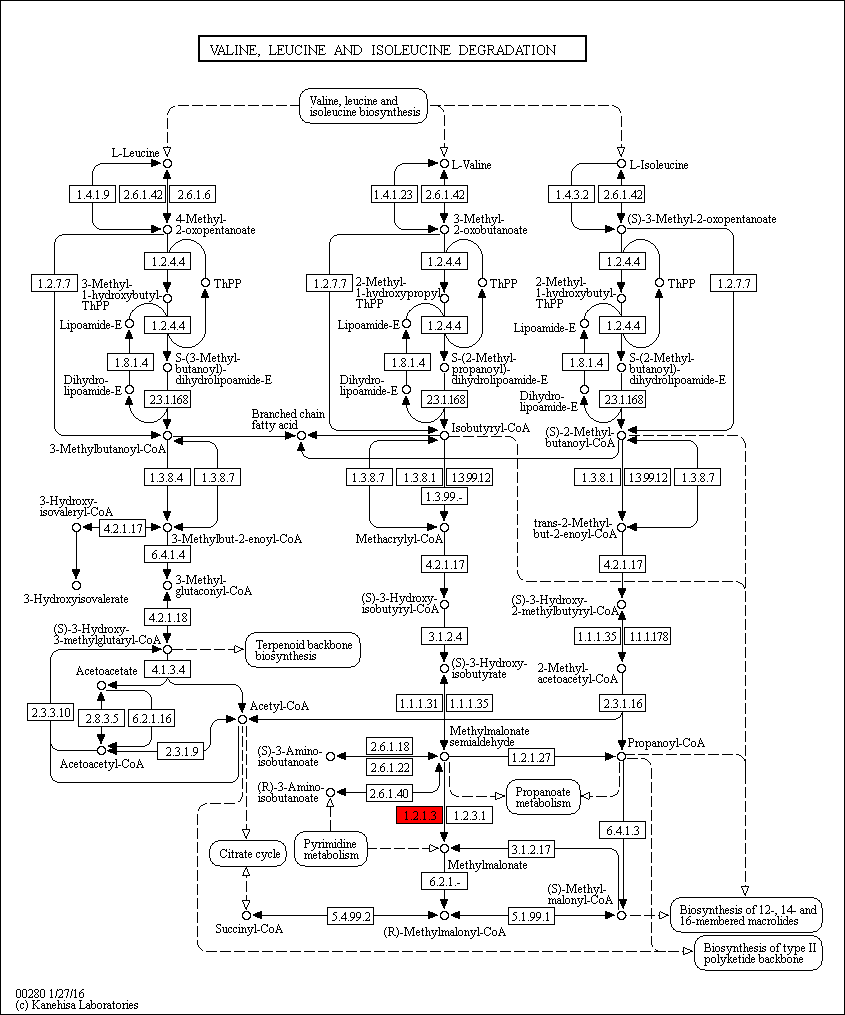 VALINE, LEUCINE AND ISOLEUCINE DEGRADATION
Valine, leucine and
isoleucine biosynthesis
L-Leucine
L-Valine
L-Isoleucine
1.4.1.9
2.6.1.42
2.6.1.6
1.4.1.23
2.6.1.42
1.4.3.2
2.6.1.42
4-Methyl-
2-oxopentanoate
3-Methyl-
2-oxobutanoate
(S)-3-Methyl-2-oxopentanoate
1.2.4.4
1.2.4.4
1.2.4.4
1.2.7.7
3-Methyl-
1-hydroxybutyl-
ThPP
ThPP
1.2.7.7
2-Methyl-
1-hydroxypropyl-
ThPP
ThPP
2-Methyl-
1-hydroxybutyl-
ThPP
ThPP
1.2.7.7
Lipoamide-E
1.2.4.4
Lipoamide-E
1.2.4.4
Lipoamide-E
1.2.4.4
1.8.1.4
S-(3-Methyl-
butanoyl)-
dihydrolipoamide-E
1.8.1.4
S-(2-Methyl-
propanoyl)-
dihydrolipoamide-E
1.8.1.4
S-(2-Methyl-
butanoyl)-
dihydrolipoamide-E
Dihydro-
lipoamide-E
Dihydro-
lipoamide-E
Dihydro-
lipoamide-E
2.3.1.168
2.3.1.168
2.3.1.168
Branched chain
fatty acid
Isobutyryl-CoA
(S)-2-Methyl-
butanoyl-CoA
3-Methylbutanoyl-CoA
1.3.8.4
1.3.8.7
1.3.8.7
1.3.8.1
1.3.99.12
1.3.99.-
1.3.8.1
1.3.99.12
1.3.8.7
3-Hydroxy-
isovaleryl-CoA
4.2.1.17
3-Methylbut-2-enoyl-CoA
Methacrylyl-CoA
trans-2-Methyl-
but-2-enoyl-CoA
6.4.1.4
4.2.1.17
4.2.1.17
3-Hydroxyisovalerate
3-Methyl-
glutaconyl-CoA
(S)-3-Hydroxy-
isobutyryl-CoA
(S)-3-Hydroxy-
2-methylbutyryl-CoA
4.2.1.18
(S)-3-Hydroxy-
3-methylglutaryl-CoA
3.1.2.4
1.1.1.35
1.1.1.178
Terpenoid backbone
biosynthesis
4.1.3.4
(S)-3-Hydroxy-
isobutyrate
2-Methyl-
acetoacetyl-CoA
Acetoacetate
2.3.3.10
2.8.3.5
6.2.1.16
Acetyl-CoA
1.1.1.31
1.1.1.35
2.3.1.16
2.3.1.9
Acetoacetyl-CoA
(S)-3-Amino-
isobutanoate
2.6.1.18
2.6.1.22
Methylmalonate
semialdehyde
1.2.1.27
Propanoyl-CoA
(R)-3-Amino-
isobutanoate
2.6.1.40
Propanoate
metabolism
1.2.1.3
1.2.3.1
6.4.1.3
Citrate cycle
Pyrimidine
metabolism
3.1.2.17
Methylmalonate
6.2.1.-
(S)-Methyl-
malonyl-CoA
Succinyl-CoA
5.4.99.2
(R)-Methylmalonyl-CoA
5.1.99.1
Biosynthesis of 12-, 14- and
16-membered macrolides
Biosynthesis of type II
polyketide backbone
00280 1/27/16
(c) Kanehisa Laboratories